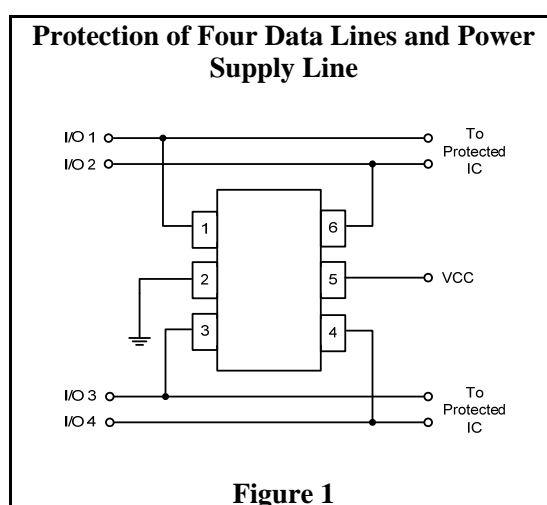 Protection of Four Data Lines and Power
Supply Line
I/O 1
To
Protected
IC
I/O 2
1
6
2
5
VCC
3
4
I/O 3
To
Protected
IC
I/O 4
Figure 1